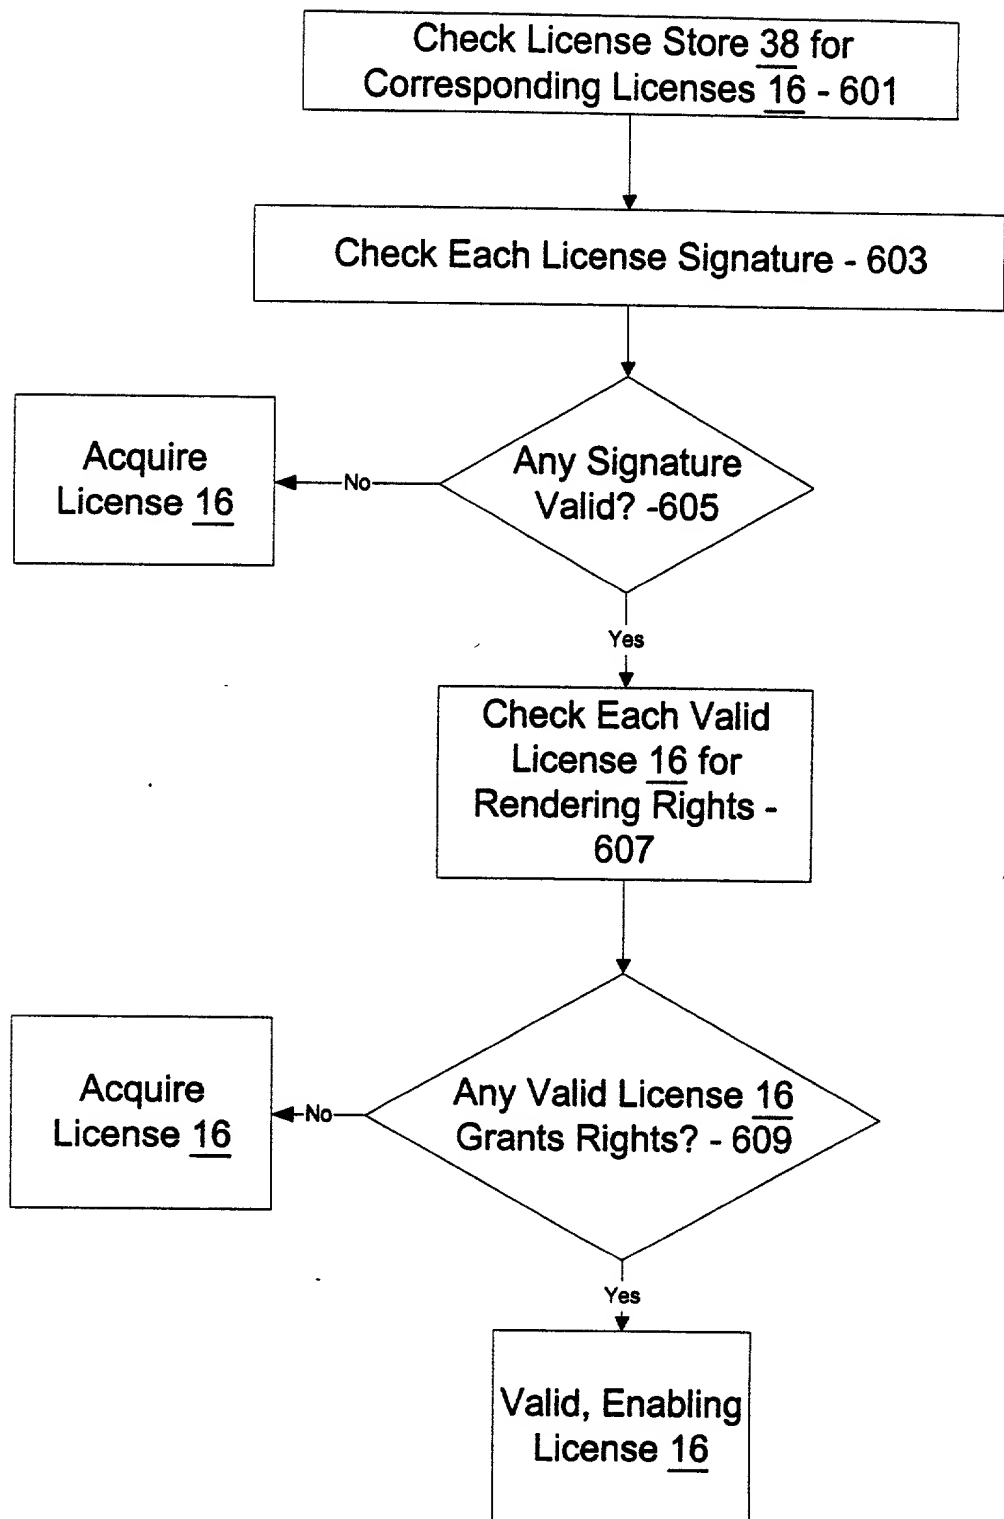 Check License Store 38 for
Corresponding Licenses 16 - 601
Check Each License Signature - 603
Any Signature
Valid? -605
No
Acquire
License 16
Yes
Check Each Valid
License 16 for
Rendering Rights -
607
Any Valid License 16
Grants Rights? - 609
No
Acquire
License 16
Yes
Valid, Enabling
License 16